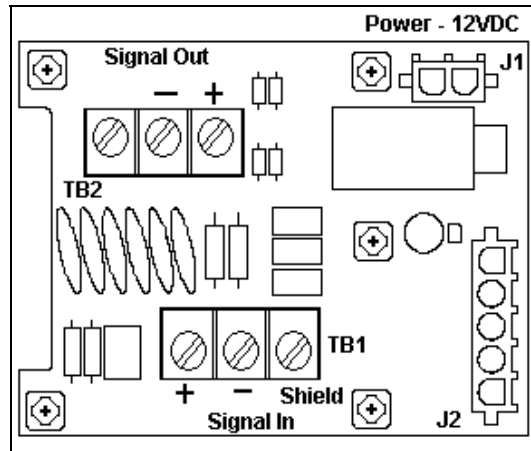 Power - 12VDC
Signal Out
J1
− +
TB2
TB1
+ − Shield
Signal In
J2